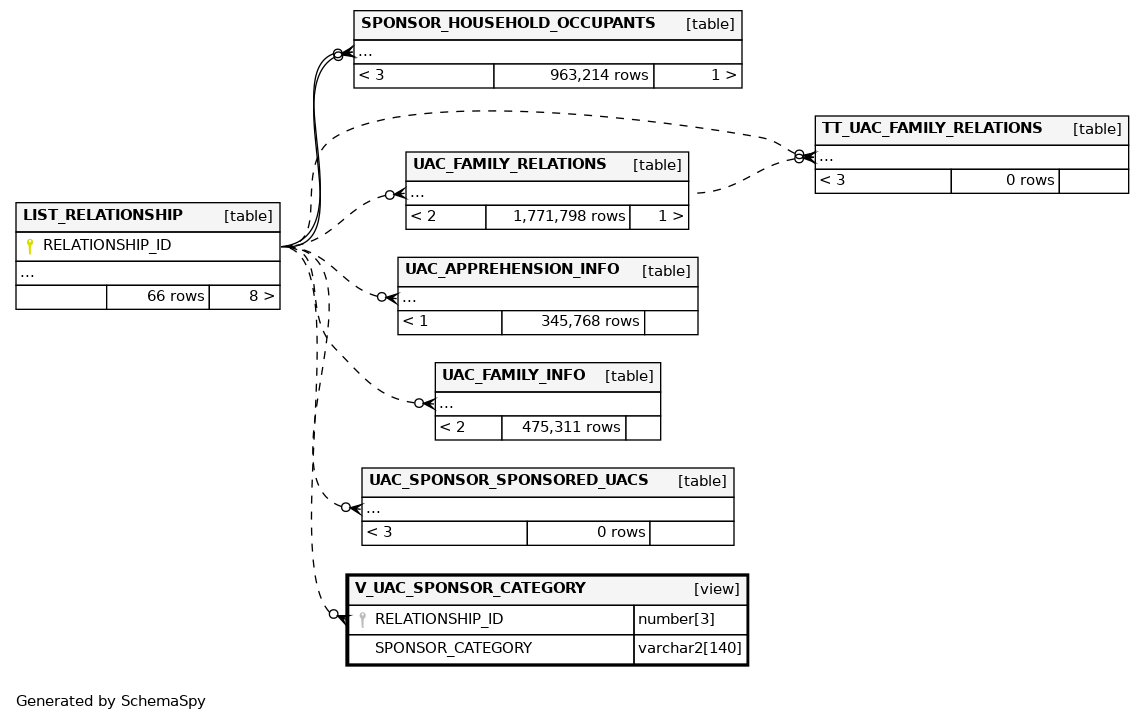 SPONSOR_HOUSEHOLD_OCCUPANTS [table]
...
< 3 963,214 rows 1 >
TT_UAC_FAMILY_RELATIONS [table]
...
< 3 0 rows
UAC_FAMILY_RELATIONS [table]
...
< 2 1,771,798 rows 1 >
LIST_RELATIONSHIP [table]
RELATIONSHIP_ID
...
66 rows 8 >
UAC_APPREHENSION_INFO [table]
...
< 1 345,768 rows
UAC_FAMILY_INFO [table]
...
< 2 475,311 rows
UAC_SPONSOR_SPONSORED_UACS [table]
...
< 3 0 rows
V_UAC_SPONSOR_CATEGORY [view]
RELATIONSHIP_ID number[3]
SPONSOR_CATEGORY varchar2[140]
Generated by SchemaSpy